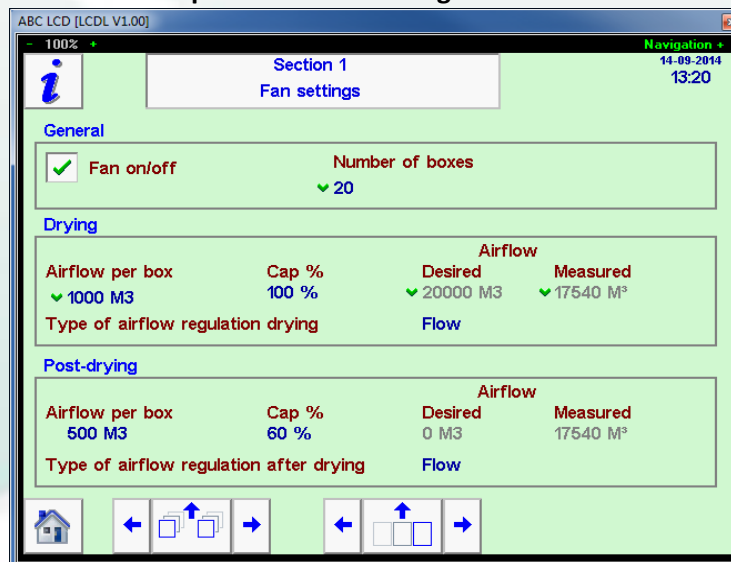 ABC LCD [LCDL V1.00]
- 100% +
Navigation +
i
Section 1
Fan settings
14-09-2014
13:20
General
Fan on/off
Number of boxes
20
Drying
Airflow
Airflow per box
Cap %
Desired
Measured
1000 M3
100 %
20000 M3
17540 M³
Type of airflow regulation drying
Flow
Post-drying
Airflow
Airflow per box
Cap %
Desired
Measured
500 M3
60 %
0 M3
17540 M³
Type of airflow regulation after drying
Flow